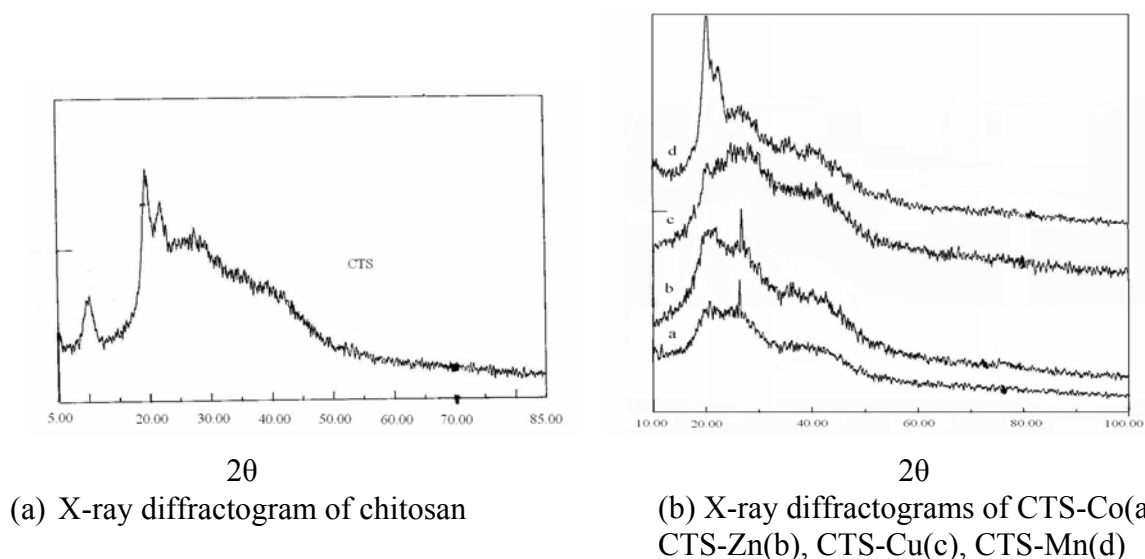 CTS
5.00 20.00 30.00 40.00 50.00 60.00 70.00 85.00
2θ
(a) X-ray diffractogram of chitosan
d
c
b
a
10.00 20.00 40.00 60.00 80.00 100.00
2θ
(b) X-ray diffractograms of CTS-Co(a
CTS-Zn(b), CTS-Cu(c), CTS-Mn(d)